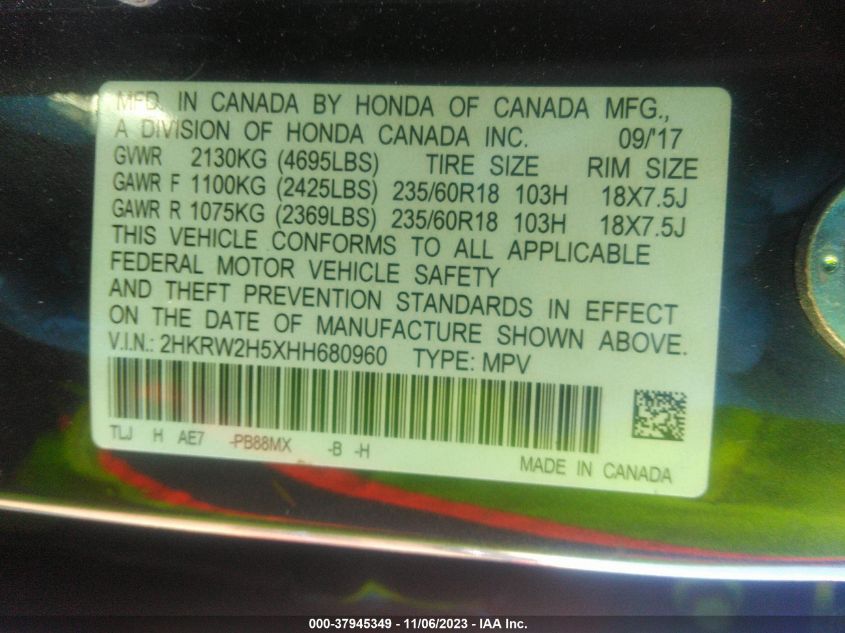 MFD. IN CANADA BY HONDA OF CANADA MFG.,
A DIVISION OF HONDA CANADA INC. 09/'17
GVWR 2130KG (4695LBS) TIRE SIZE RIM SIZE
GAWR F 1100KG (2425LBS) 235/60R18 103H 18X7.5J
GAWR R 1075KG (2369LBS) 235/60R18 103H 18X7.5J
THIS VEHICLE CONFORMS TO ALL APPLICABLE
FEDERAL MOTOR VEHICLE SAFETY
AND THEFT PREVENTION STANDARDS IN EFFECT
ON THE DATE OF MANUFACTURE SHOWN ABOVE.
V.I.N.: 2HKRW2H5XHH680960 TYPE: MPV
TLJ H AE7 -PB88MX -B -H
MADE IN CANADA
000-37945349 - 11/06/2023 - IAA Inc.